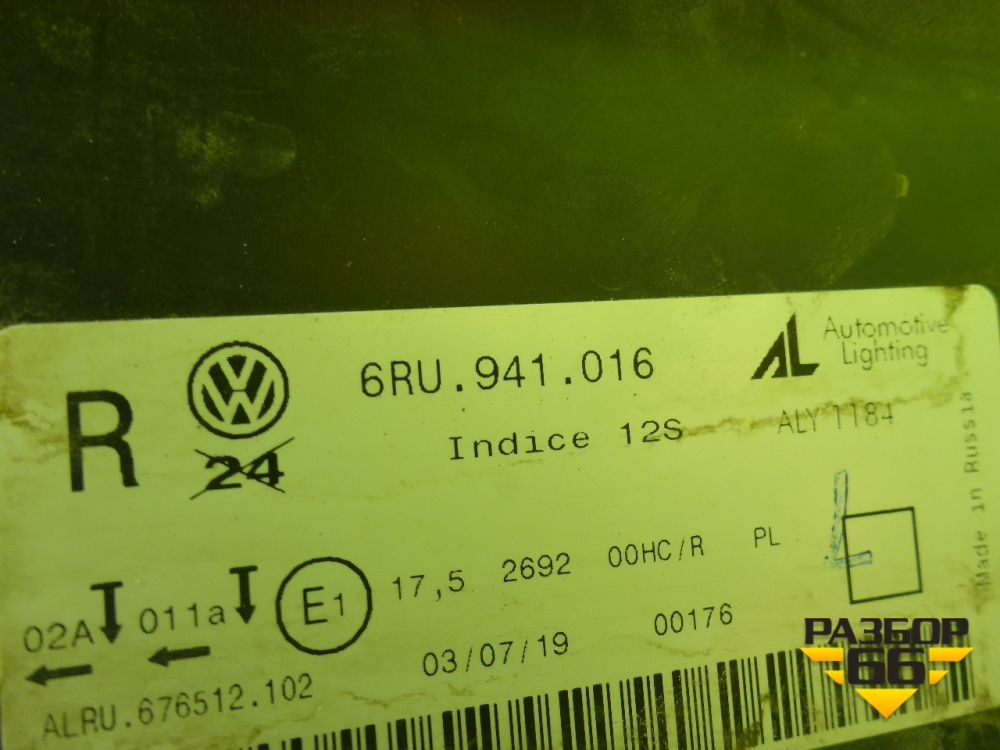 R
6RU.941.016
AL Automotive
Lighting
24
Indice 12S
ALY 1184
Made in Russia
L
02A 011a E1 17,5 2692 00HC/R PL
03/07/19 00176
ALRU.676512.102
РАЗБОР
66